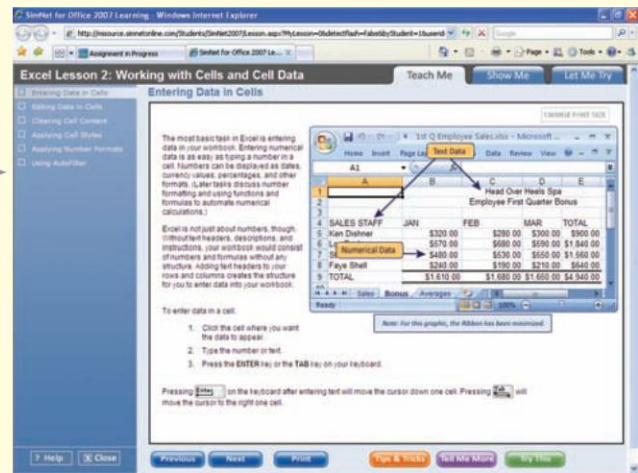 SimNet for Office 2007 Learning - Windows Internet Explorer
Google
Assignment in Progress
SimNet for Office 2007 Le...
Page
Tools
Excel Lesson 2: Working with Cells and Cell Data
Teach Me
Show Me
Let Me Try
Entering Data in Cells
Editing Data in Cells
Clearing Cell Content
Applying Cell Styles
Applying Number Formats
Using AutoFilter
Entering Data in Cells
CHANGE FONT SIZE
The most basic task in Excel is entering
data in your workbook. Entering numerical
data is as easy as typing a number in a
cell. Numbers can be displayed as dates,
currency values, percentages, and other
formats. (Later tasks discuss number
formatting and using functions and
formulas to automate numerical
calculations.)
Excel is not just about numbers, though.
Without text headers, descriptions, and
instructions, your workbook would consist
of numbers and formulas without any
structure. Adding text headers to your
rows and columns creates the structure
for you to enter data into your workbook.
To enter data in a cell:
1. Click the cell where you want
the data to appear.
2. Type the number or text.
3. Press the ENTER key or the TAB key on your keyboard.
Pressing Enter on the keyboard after entering text will move the cursor down one cell. Pressing Tab will
move the cursor to the right one cell.
1st Q Employee Sales.xlsx - Microsoft ...
Home Insert Page La Data Review View
Text Data
A1
A B C D E
1 Head Over Heels Spa
2 Employee First Quarter Bonus
3
4 SALES STAFF JAN FEB MAR TOTAL
5 Ken Dishner $320.00 $280.00 $300.00 $900.00
6 $570.00 $680.00 $590.00 $1,840.00
7 $480.00 $530.00 $550.00 $1,560.00
Numerical Data
8 Faye Shell $240.00 $190.00 $210.00 $640.00
9 TOTAL $1,610.00 $1,680.00 $1,650.00 $4,940.00
Sales Bonus Averages
Ready 100%
Note: For this graphic, the Ribbon has been minimized.
? Help
X Close
Previous
Next
Print
Tips & Tricks
Tell Me More
Try This